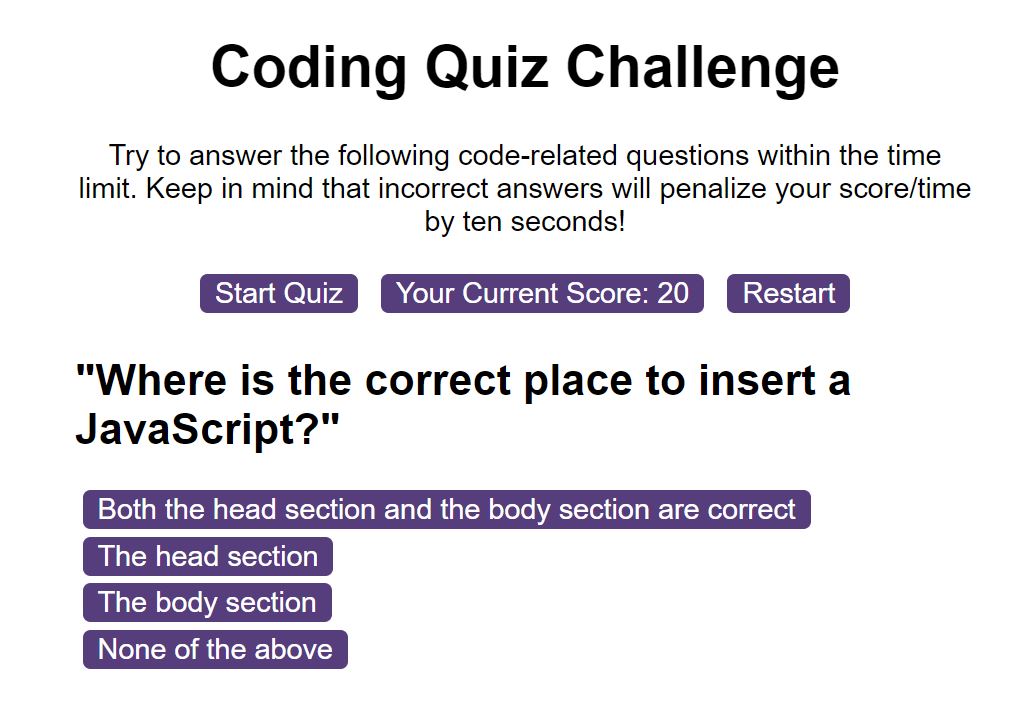 Coding Quiz Challenge
Try to answer the following code-related questions within the time
limit. Keep in mind that incorrect answers will penalize your score/time
by ten seconds!
Start Quiz Your Current Score: 20 Restart
"Where is the correct place to insert a
JavaScript?"
Both the head section and the body section are correct
The head section
The body section
None of the above